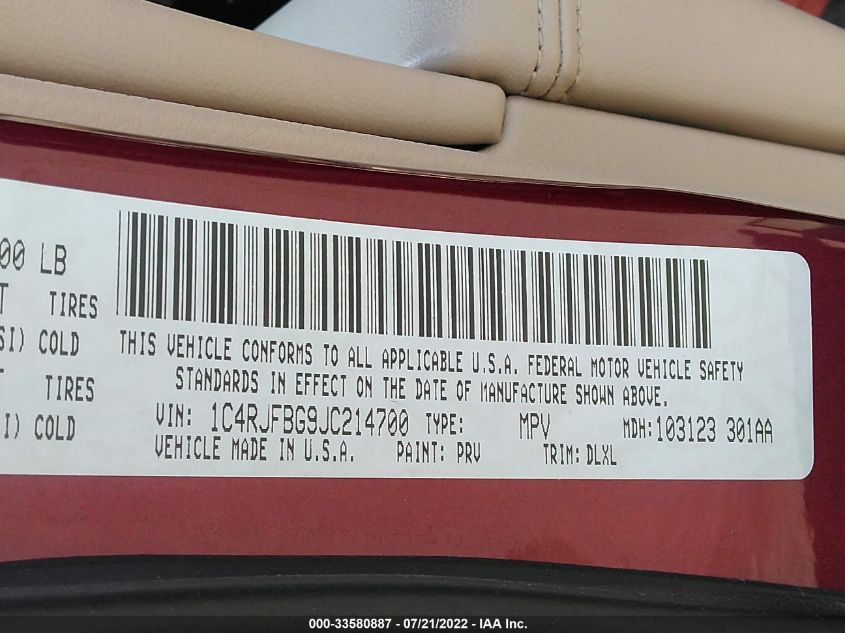 00 LB
T TIRES
SI) COLD
T TIRES
I) COLD
THIS VEHICLE CONFORMS TO ALL APPLICABLE U.S.A. FEDERAL MOTOR VEHICLE SAFETY
STANDARDS IN EFFECT ON THE DATE OF MANUFACTURE SHOWN ABOVE.
VIN: 1C4RJFBG9JC214700 TYPE: MPV MDH:103123 301AA
VEHICLE MADE IN U.S.A. PAINT: PRV TRIM: DLXL
000-33580887 - 07/21/2022 - IAA Inc.